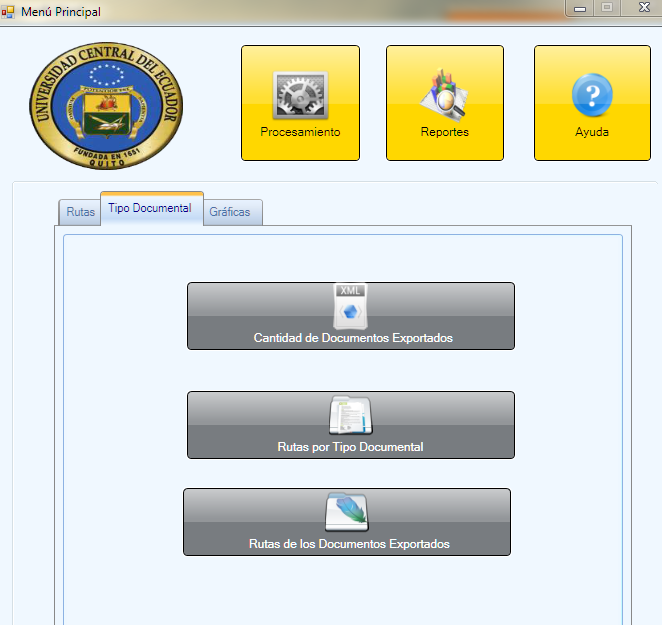 Menú Principal
UNIVERSIDAD CENTRAL DEL ECUADOR
FUNDADA EN 1651
QUITO
Procesamiento
Reportes
?
Ayuda
Rutas
Tipo Documental
Gráficas
XML
Cantidad de Documentos Exportados
Rutas por Tipo Documental
Rutas de los Documentos Exportados